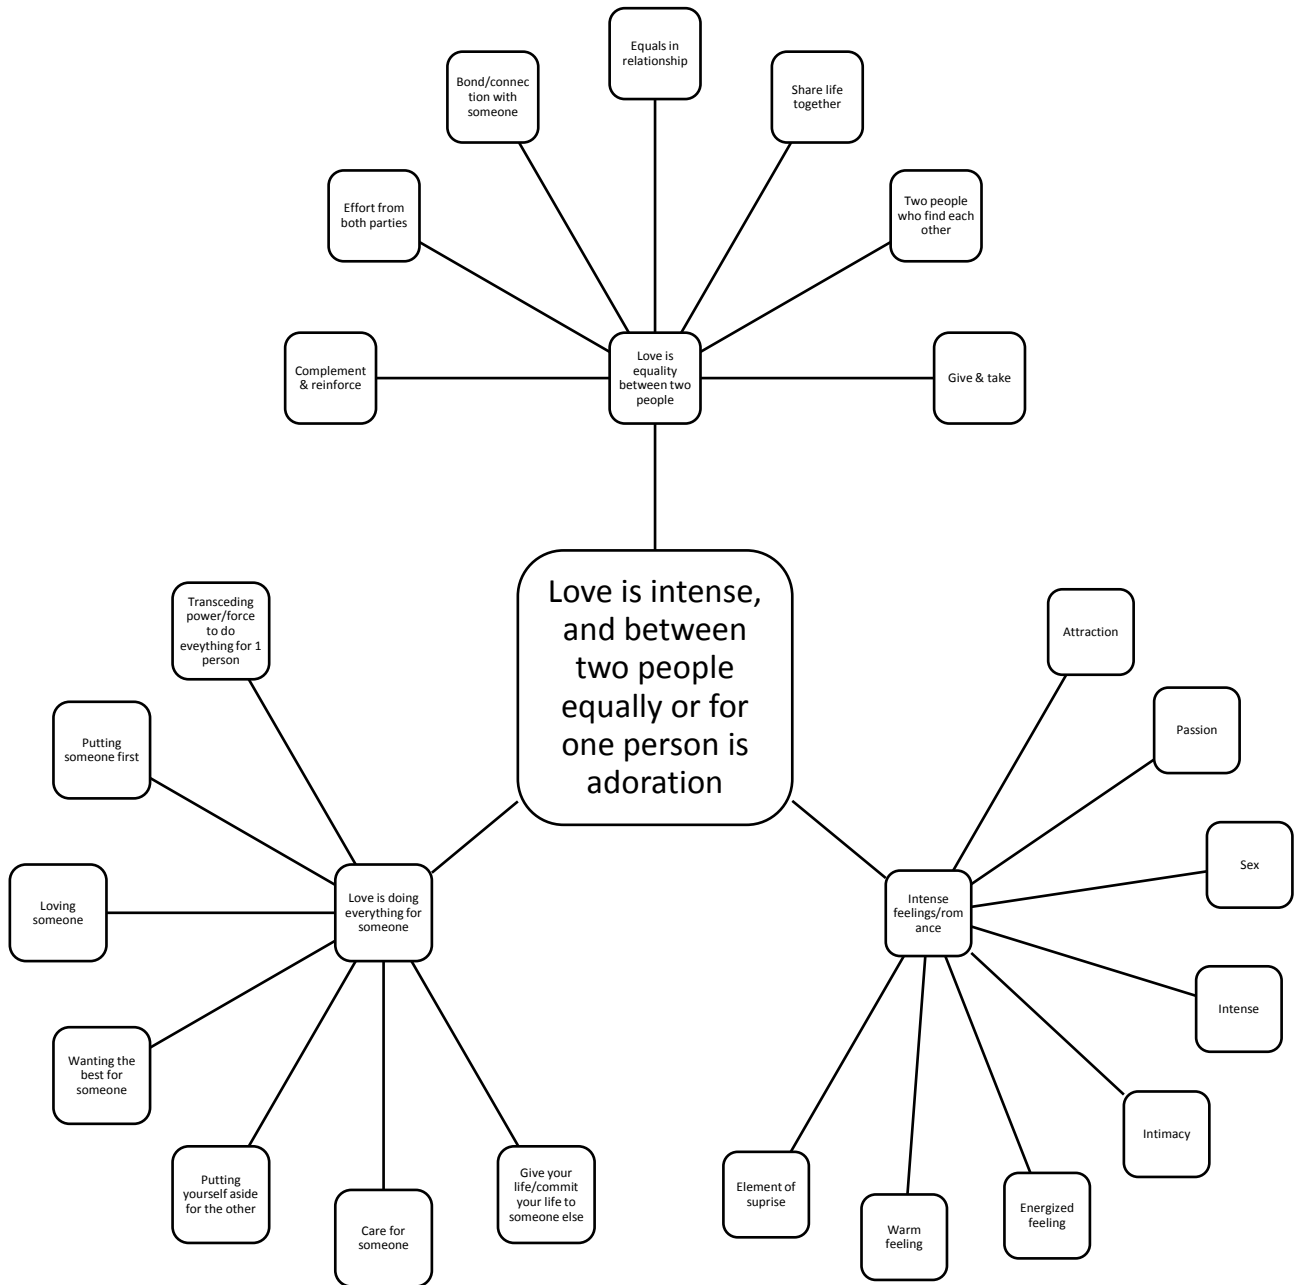 Equals in
relationship
Bond/connec
tion with
someone
Share life
together
Effort from
both parties
Two people
who find each
other
Complement
& reinforce
Love is
equality
between two
people
Give & take
Love is intense,
and between
two people
equally or for
one person is
adoration
Transceding
power/force
to do
eveything for 1
person
Attraction
Putting
someone first
Passion
Sex
Loving
someone
Love is doing
everything for
someone
Intense
feelings/rom
ance
Intense
Wanting the
best for
someone
Intimacy
Putting
yourself aside
for the other
Care for
someone
Give your
life/commit
your life to
someone else
Element of
suprise
Warm
feeling
Energized
feeling